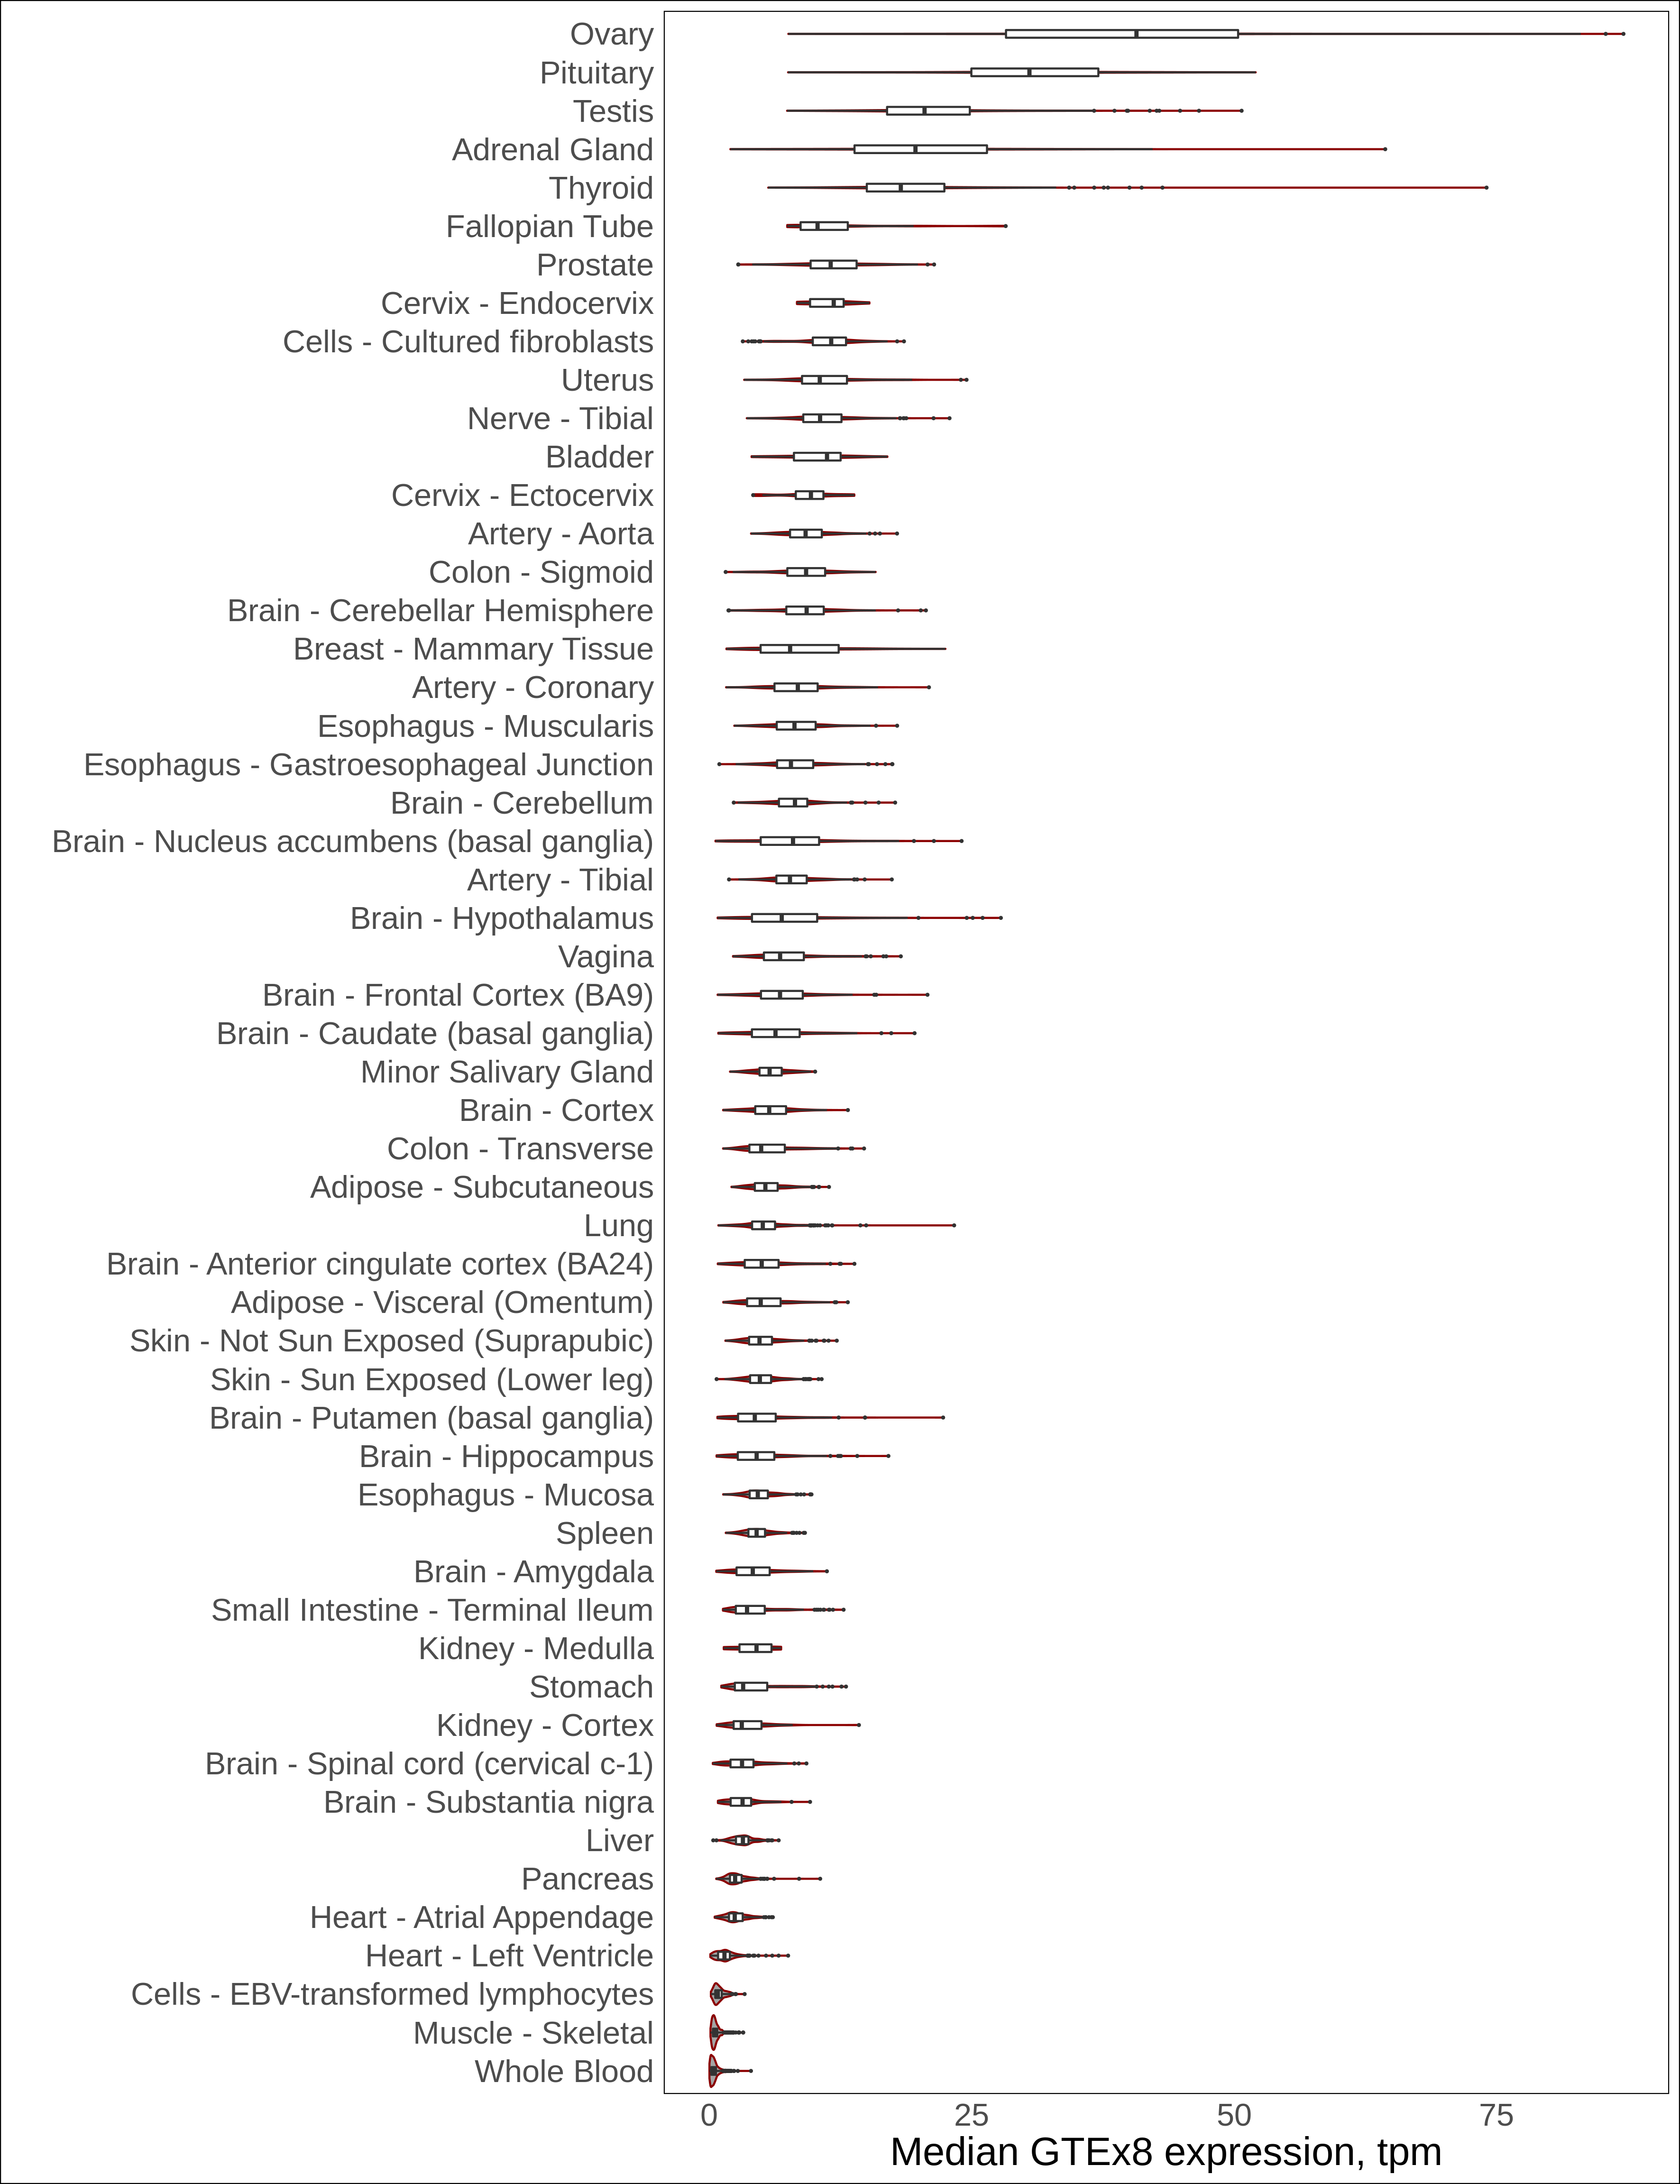 Ovary
Pituitary
Testis
Adrenal Gland
Thyroid
Fallopian Tube
Prostate
Cervix - Endocervix
Cells - Cultured fibroblasts
Uterus
Nerve - Tibial
Bladder
Cervix - Ectocervix
Artery - Aorta
Colon - Sigmoid
Brain - Cerebellar Hemisphere
Breast - Mammary Tissue
Artery - Coronary
Esophagus - Muscularis
Esophagus - Gastroesophageal Junction
Brain - Cerebellum
Brain - Nucleus accumbens (basal ganglia)
Artery - Tibial
Brain - Hypothalamus
Vagina
Brain - Frontal Cortex (BA9)
Brain - Caudate (basal ganglia)
Minor Salivary Gland
Brain - Cortex
Colon - Transverse
Adipose - Subcutaneous
Lung
Brain - Anterior cingulate cortex (BA24)
Adipose - Visceral (Omentum)
Skin - Not Sun Exposed (Suprapubic)
Skin - Sun Exposed (Lower leg)
Brain - Putamen (basal ganglia)
Brain - Hippocampus
Esophagus - Mucosa
Spleen
Brain - Amygdala
Small Intestine - Terminal Ileum
Kidney - Medulla
Stomach
Kidney - Cortex
Brain - Spinal cord (cervical c-1)
Brain - Substantia nigra
Liver
Pancreas
Heart - Atrial Appendage
Heart - Left Ventricle
Cells - EBV-transformed lymphocytes
Muscle - Skeletal
Whole Blood
0 25 50 75
Median GTEx8 expression, tpm